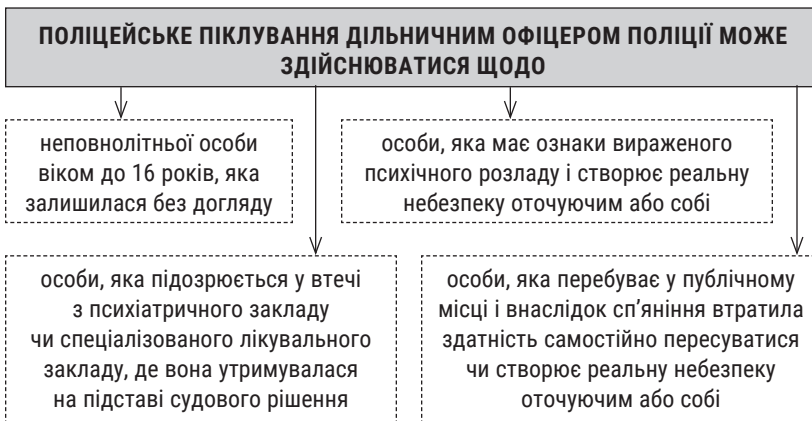 ПОЛІЦЕЙСЬКЕ ПІКЛУВАННЯ ДІЛЬНИЧНИМ ОФІЦЕРОМ ПОЛІЦІЇ МОЖЕ
ЗДІЙСНЮВАТИСЯ ЩОДО
неповнолітньої особи
віком до 16 років, яка
залишилася без догляду
особи, яка має ознаки вираженого
психічного розладу і створює реальну
небезпеку оточуючим або собі
особи, яка підозрюється у втечі
з психіатричного закладу
чи спеціалізованого лікувального
закладу, де вона утримувалася
на підставі судового рішення
особи, яка перебуває у публічному
місці і внаслідок сп’яніння втратила
здатність самостійно пересуватися
чи створює реальну небезпеку
оточуючим або собі